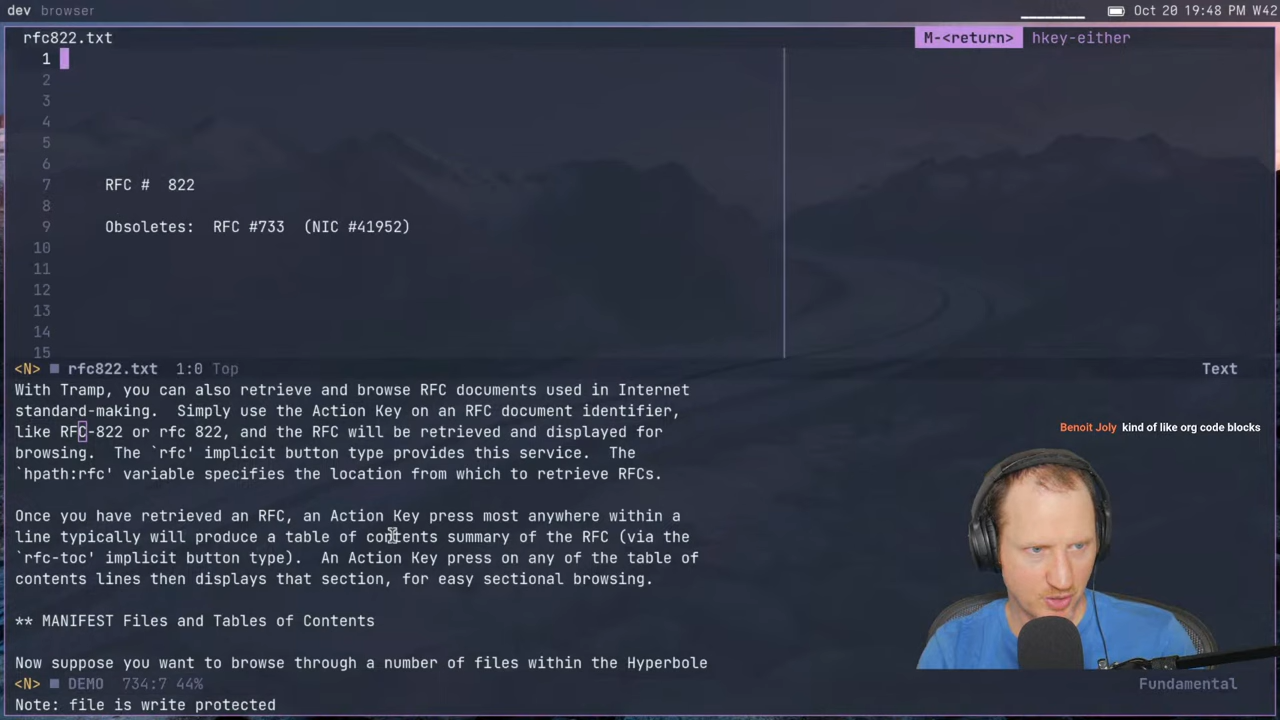 dev browser
Oct 20 19:48 PM W42
rfc822.txt
M-<return> hkey-either
1
2
3
4
5
6
7 RFC # 822
8
9 Obsoletes: RFC #733 (NIC #41952)
10
11
12
13
14
15
<N> rfc822.txt 1:0 Top Text
With Tramp, you can also retrieve and browse RFC documents used in Internet
standard-making. Simply use the Action Key on an RFC document identifier,
like RFC-822 or rfc 822, and the RFC will be retrieved and displayed for
browsing. The `rfc' implicit button type provides this service. The
`hpath:rfc' variable specifies the location from which to retrieve RFCs.
Once you have retrieved an RFC, an Action Key press most anywhere within a
line typically will produce a table of contents summary of the RFC (via the
`rfc-toc' implicit button type). An Action Key press on any of the table of
contents lines then displays that section, for easy sectional browsing.
** MANIFEST Files and Tables of Contents
Now suppose you want to browse through a number of files within the Hyperbole
<N> DEMO 734:7 44% Fundamental
Note: file is write protected
Benoit Joly kind of like org code blocks